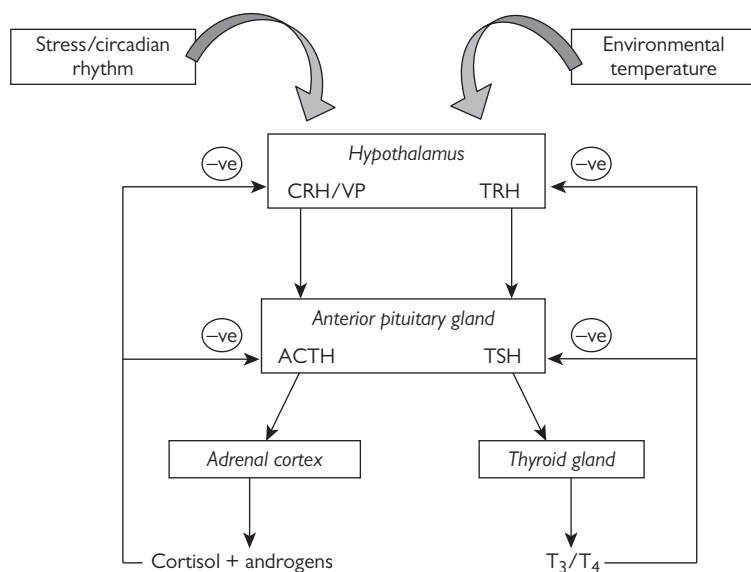 Stress/circadian
rhythm
Environmental
temperature
–ve
Hypothalamus
–ve
CRH/VP TRH
–ve
Anterior pituitary gland
–ve
ACTH TSH
Adrenal cortex
Thyroid gland
Cortisol + androgens
T₃/T₄